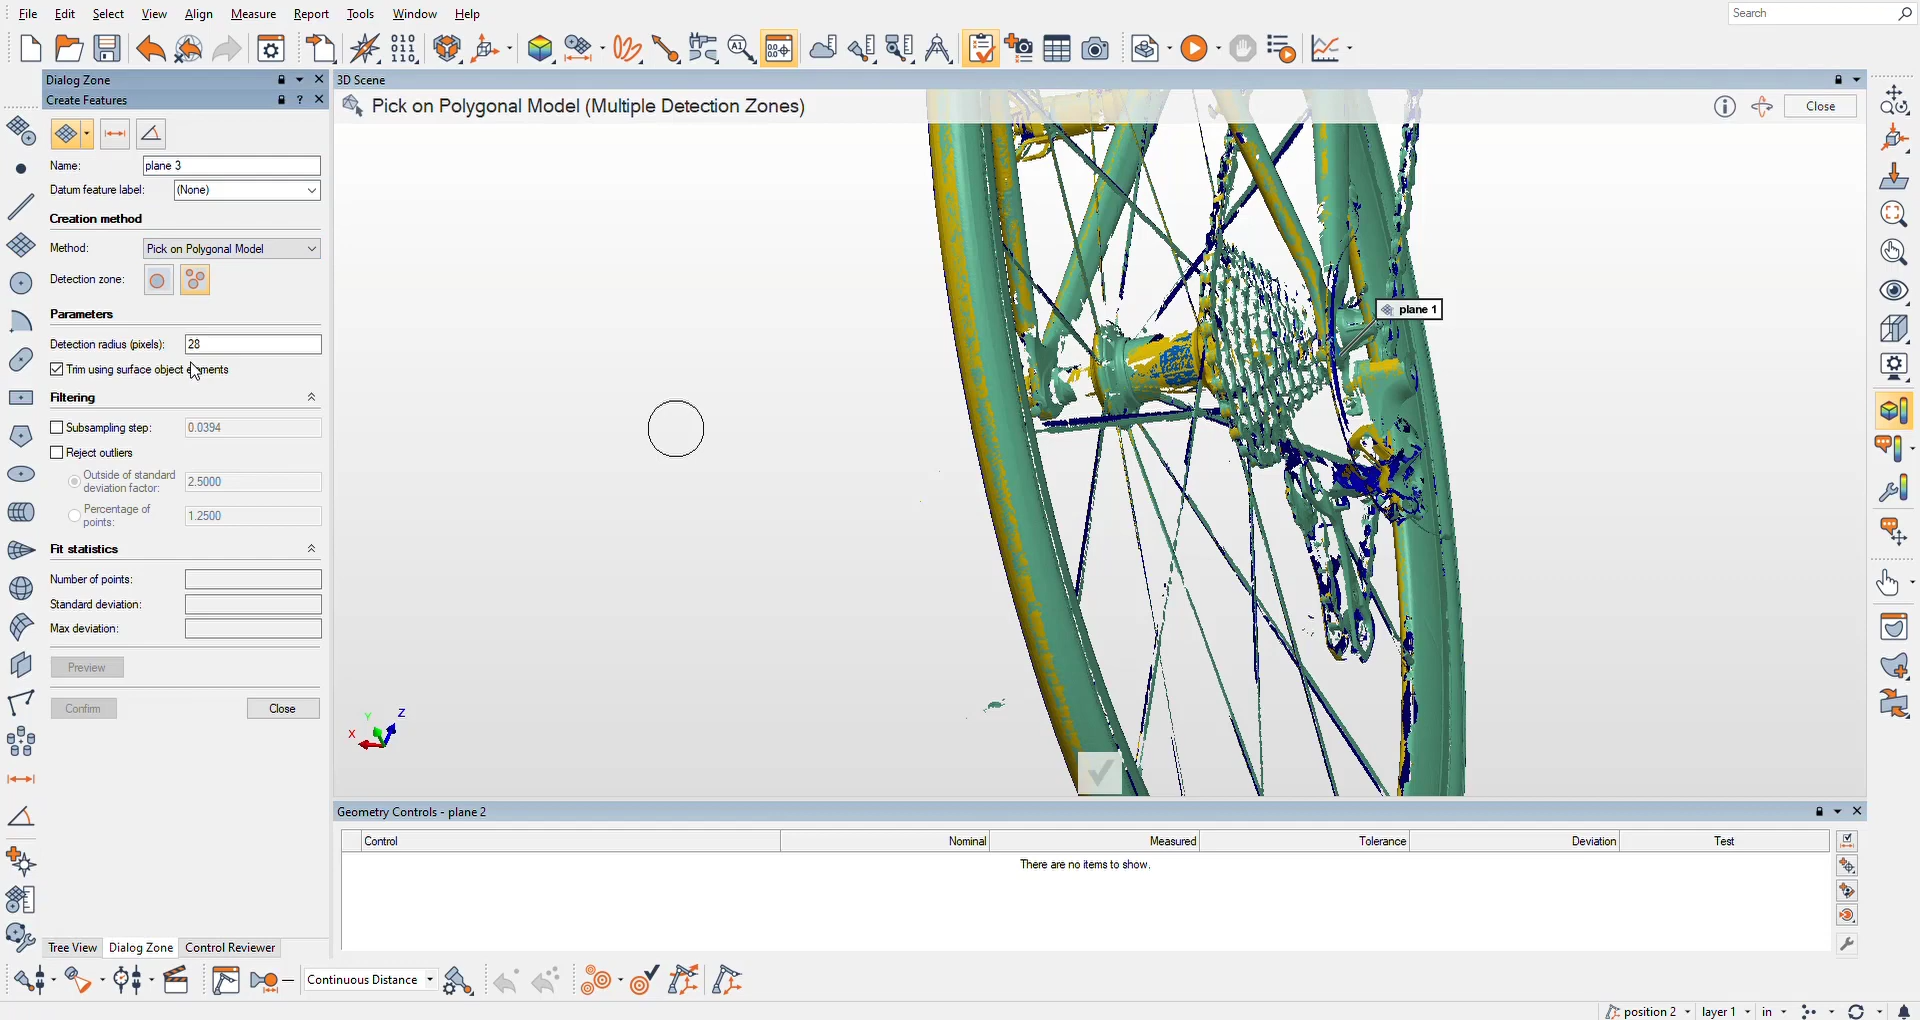 File Edit Select View Align Measure Report Tools Window Help
Search
Dialog Zone
3D Scene
Create Features
Pick on Polygonal Model (Multiple Detection Zones)
Close
Name: plane 3
Datum feature label: (None)
Creation method
Method: Pick on Polygonal Model
Detection zone:
Parameters
Detection radius (pixels): 28
Trim using surface object elements
Filtering
Subsampling step: 0.0394
Reject outliers
Outside of standard
deviation factor: 2.5000
Percentage of
points: 1.2500
Fit statistics
Number of points:
Standard deviation:
Max deviation:
Preview
Confirm Close
plane 1
X Y Z
Geometry Controls - plane 2
Control Nominal Measured Tolerance Deviation Test
There are no items to show.
Tree View Dialog Zone Control Reviewer
Continuous Distance
position 2 layer 1 in